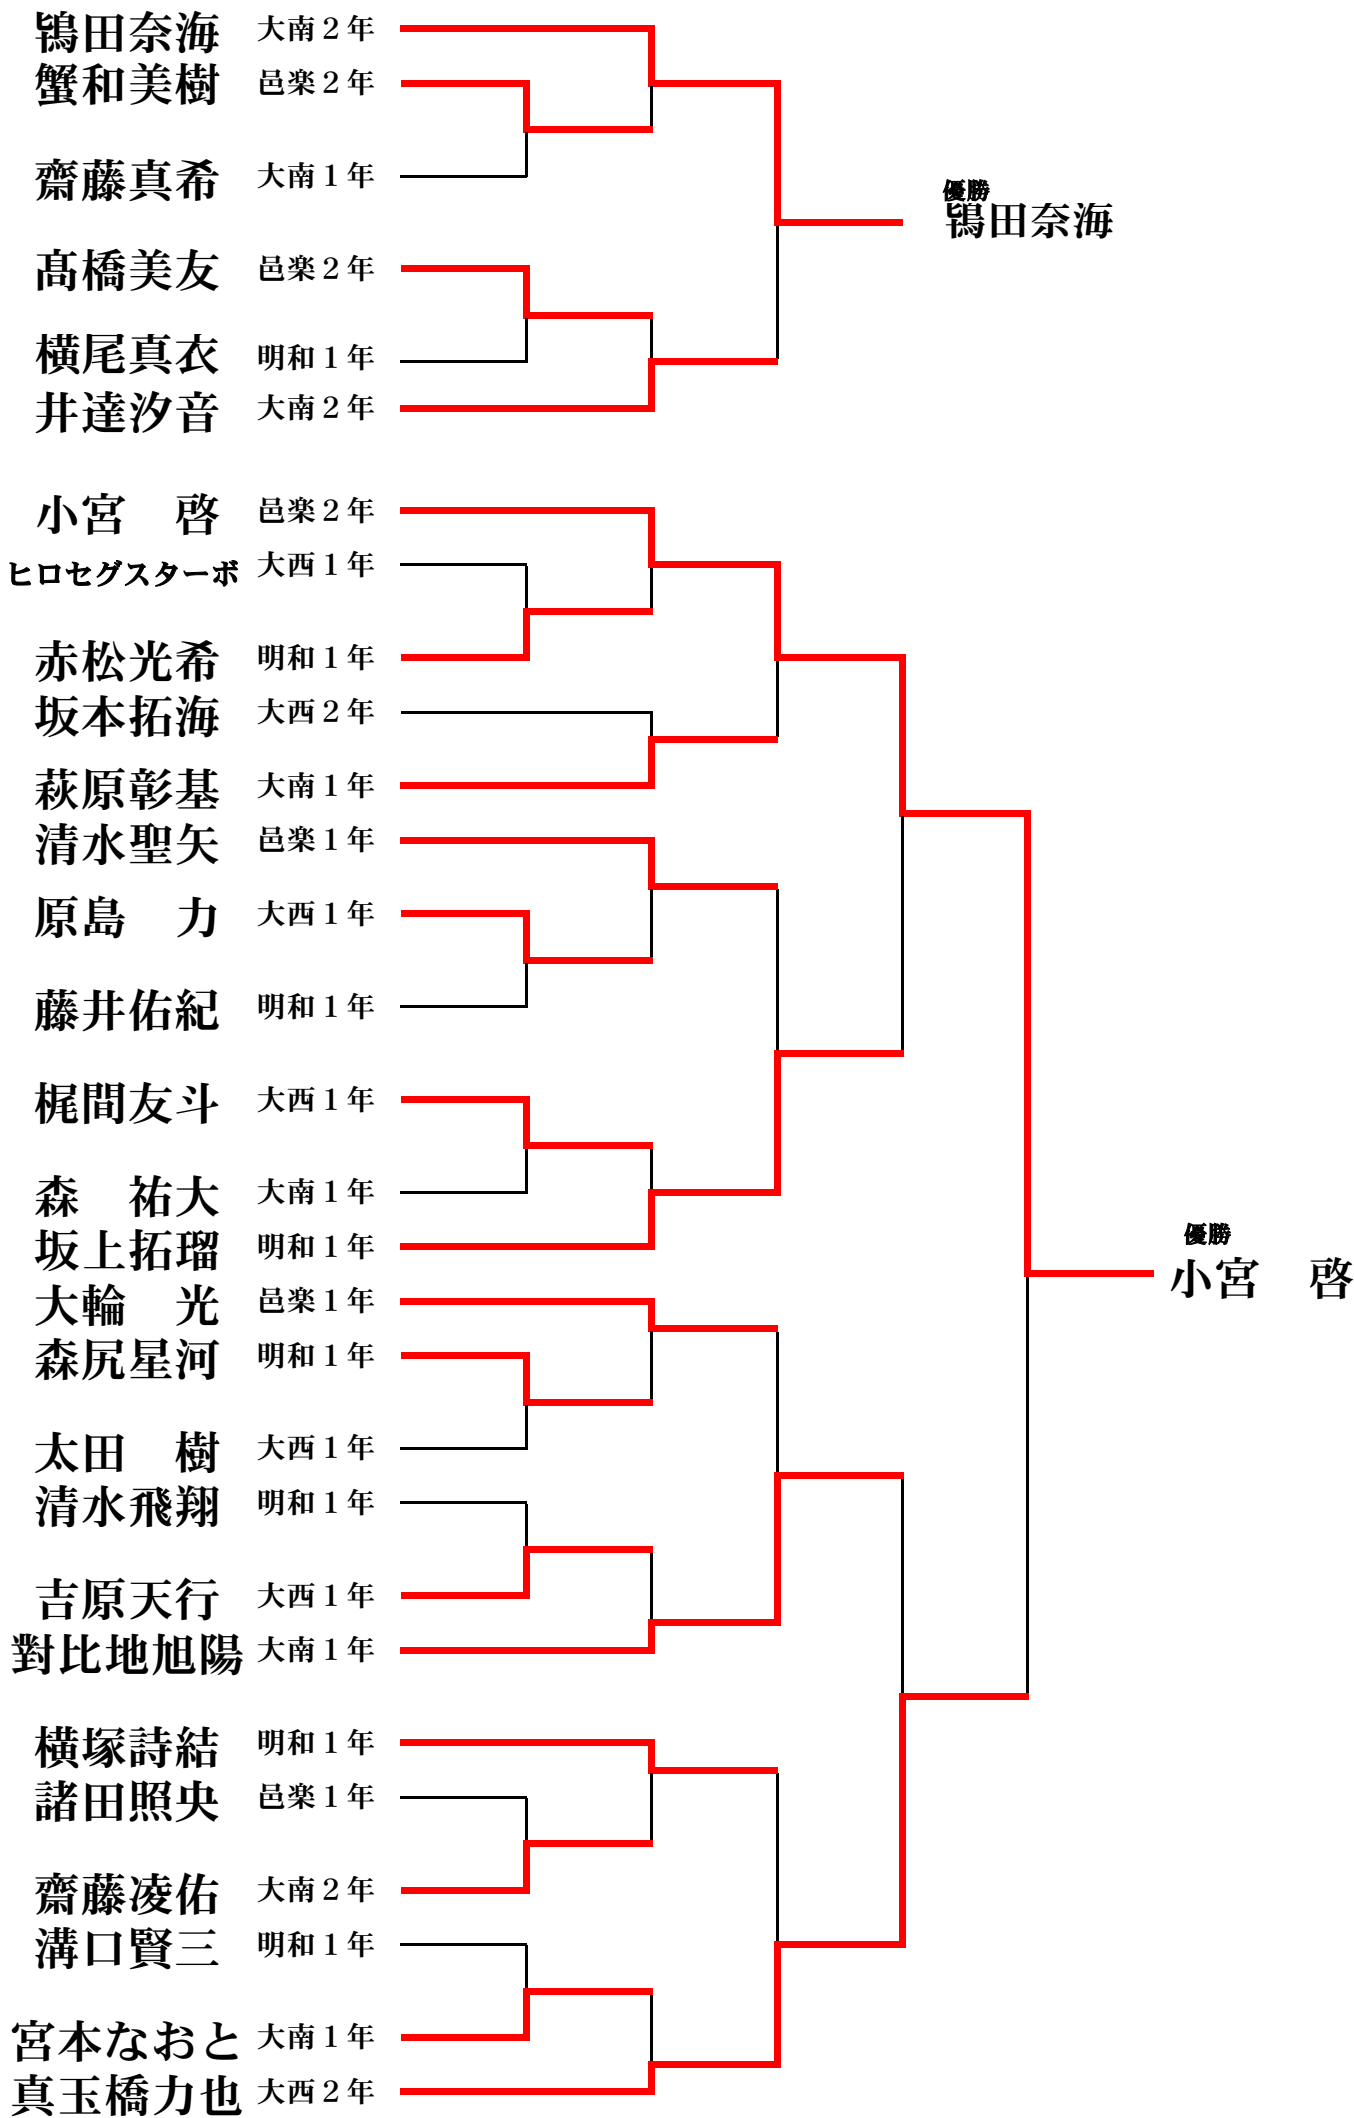 鴇田奈海 大南２年
蟹和美樹 邑楽２年
齋藤真希 大南１年
優勝
鴇田奈海
髙橋美友 邑楽２年
横尾真衣 明和１年
井達汐音 大南２年
小宮　啓 邑楽２年
ヒロセグスターボ 大西１年
赤松光希 明和１年
坂本拓海 大西２年
萩原彰基 大南１年
清水聖矢 邑楽１年
原島　力 大西１年
藤井佑紀 明和１年
梶間友斗 大西１年
森　祐大 大南１年
坂上拓瑠 明和１年
優勝
小宮　啓
大輪　光 邑楽１年
森尻星河 明和１年
太田　樹 大西１年
清水飛翔 明和１年
吉原天行 大西１年
對比地旭陽 大南１年
横塚詩結 明和１年
諸田照央 邑楽１年
齋藤凌佑 大南２年
溝口賢三 明和１年
宮本なおと 大南１年
真玉橋力也 大西２年